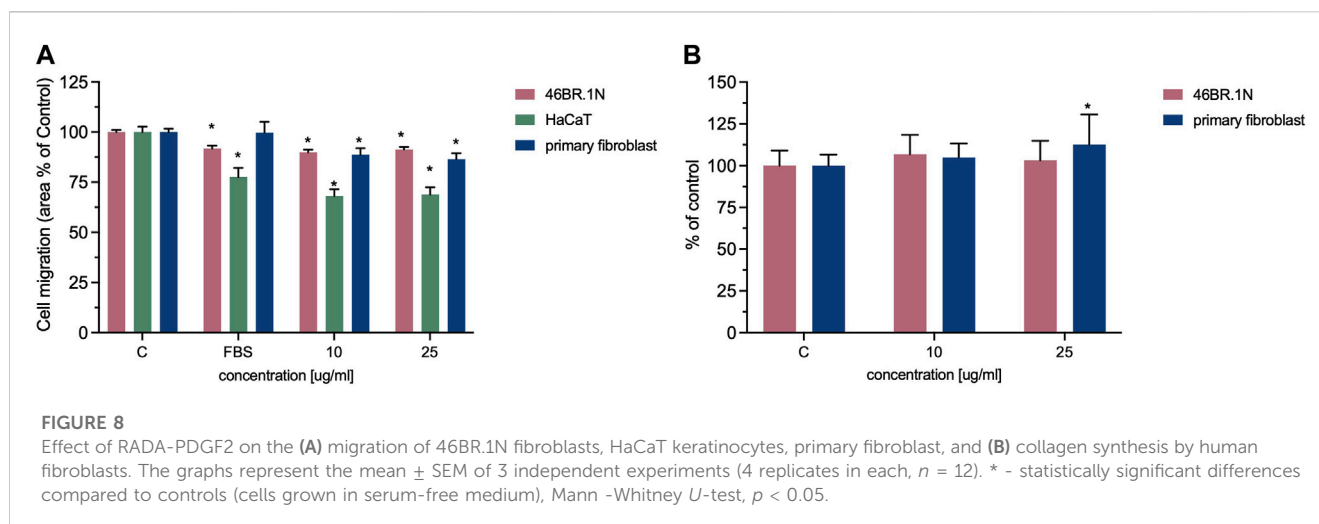 A
Cell migration (area % of Control)
125
100
75
50
25
0
* * * * * * * *
C FBS 10 25
concentration [ug/ml]
46BR.1N
HaCaT
primary fibroblast
B
% of control
150
125
100
75
50
25
0
*
C 10 25
concentration [ug/ml]
46BR.1N
primary fibroblast
FIGURE 8
Effect of RADA-PDGF2 on the (A) migration of 46BR.1N fibroblasts, HaCaT keratinocytes, primary fibroblast, and (B) collagen synthesis by human
fibroblasts. The graphs represent the mean ± SEM of 3 independent experiments (4 replicates in each, n = 12). * - statistically significant differences
compared to controls (cells grown in serum-free medium), Mann -Whitney U-test, p < 0.05.